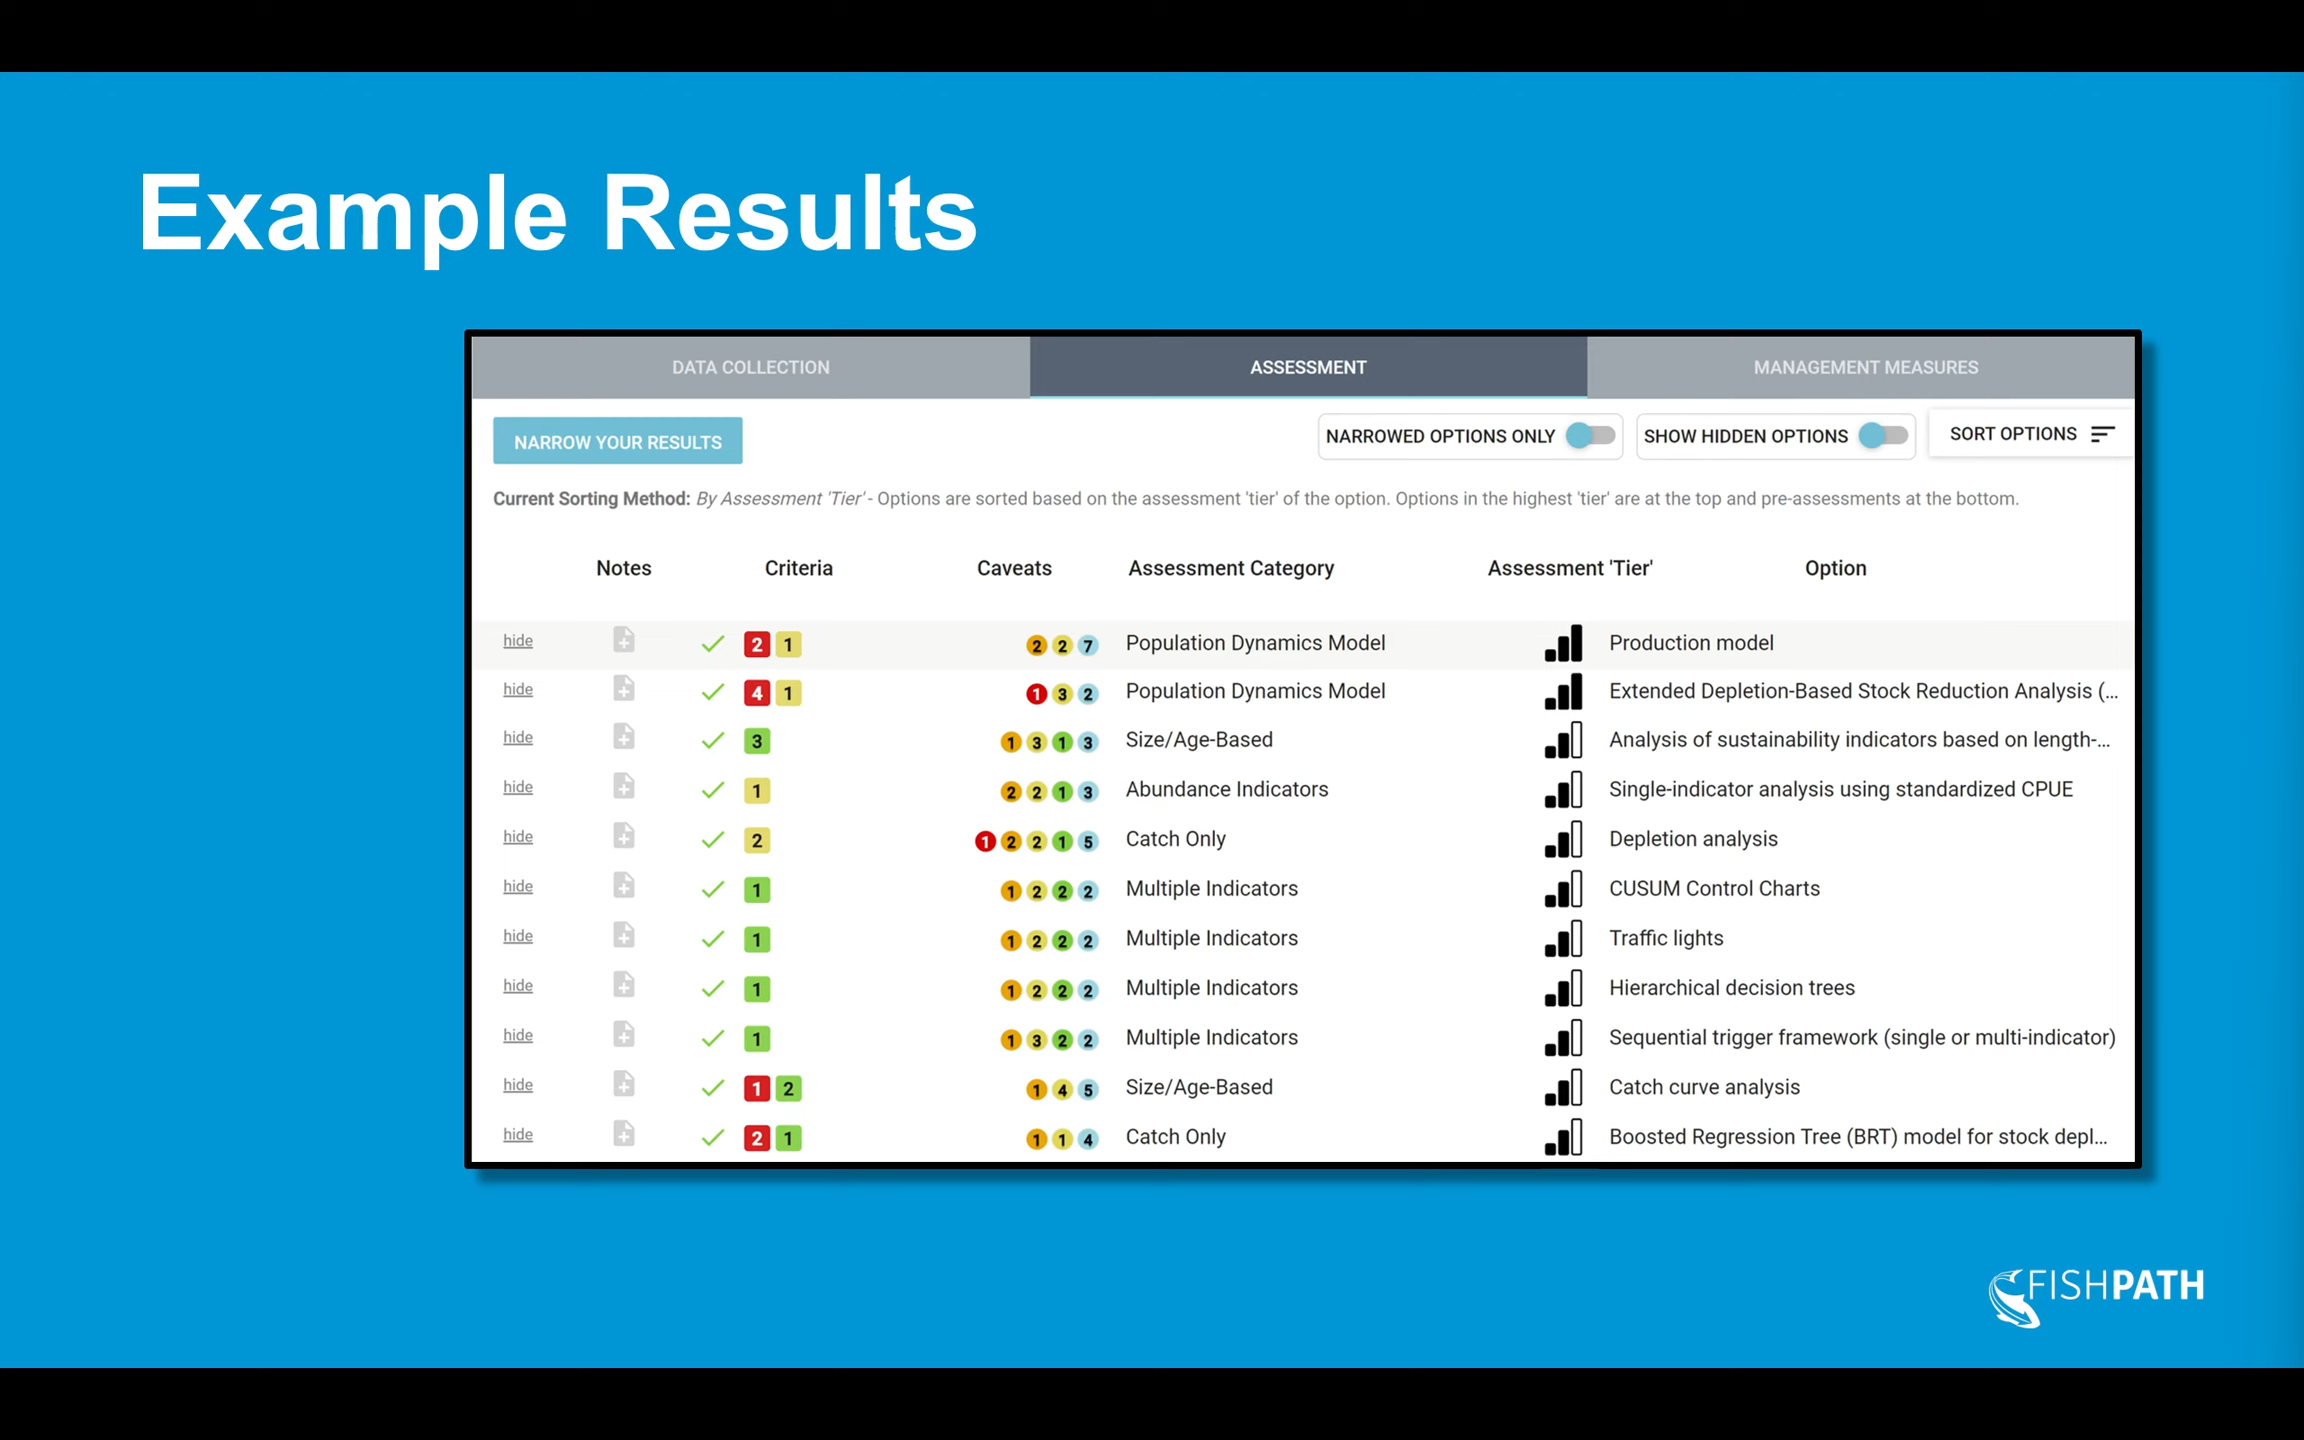 Example Results
DATA COLLECTION ASSESSMENT MANAGEMENT MEASURES
NARROW YOUR RESULTS NARROWED OPTIONS ONLY SHOW HIDDEN OPTIONS SORT OPTIONS
Current Sorting Method: By Assessment 'Tier' - Options are sorted based on the assessment 'tier' of the option. Options in the highest 'tier' are at the top and pre-assessments at the bottom.
Notes Criteria Caveats Assessment Category Assessment 'Tier' Option
hide 2 1 2 2 7 Population Dynamics Model Production model
hide 4 1 1 3 2 Population Dynamics Model Extended Depletion-Based Stock Reduction Analysis (...
hide 3 1 3 1 3 Size/Age-Based Analysis of sustainability indicators based on length-...
hide 1 2 2 1 3 Abundance Indicators Single-indicator analysis using standardized CPUE
hide 2 1 2 2 1 5 Catch Only Depletion analysis
hide 1 1 2 2 2 Multiple Indicators CUSUM Control Charts
hide 1 1 2 2 2 Multiple Indicators Traffic lights
hide 1 1 2 2 2 Multiple Indicators Hierarchical decision trees
hide 1 1 3 2 2 Multiple Indicators Sequential trigger framework (single or multi-indicator)
hide 1 2 1 4 5 Size/Age-Based Catch curve analysis
hide 2 1 1 1 4 Catch Only Boosted Regression Tree (BRT) model for stock depl...
FISHPATH